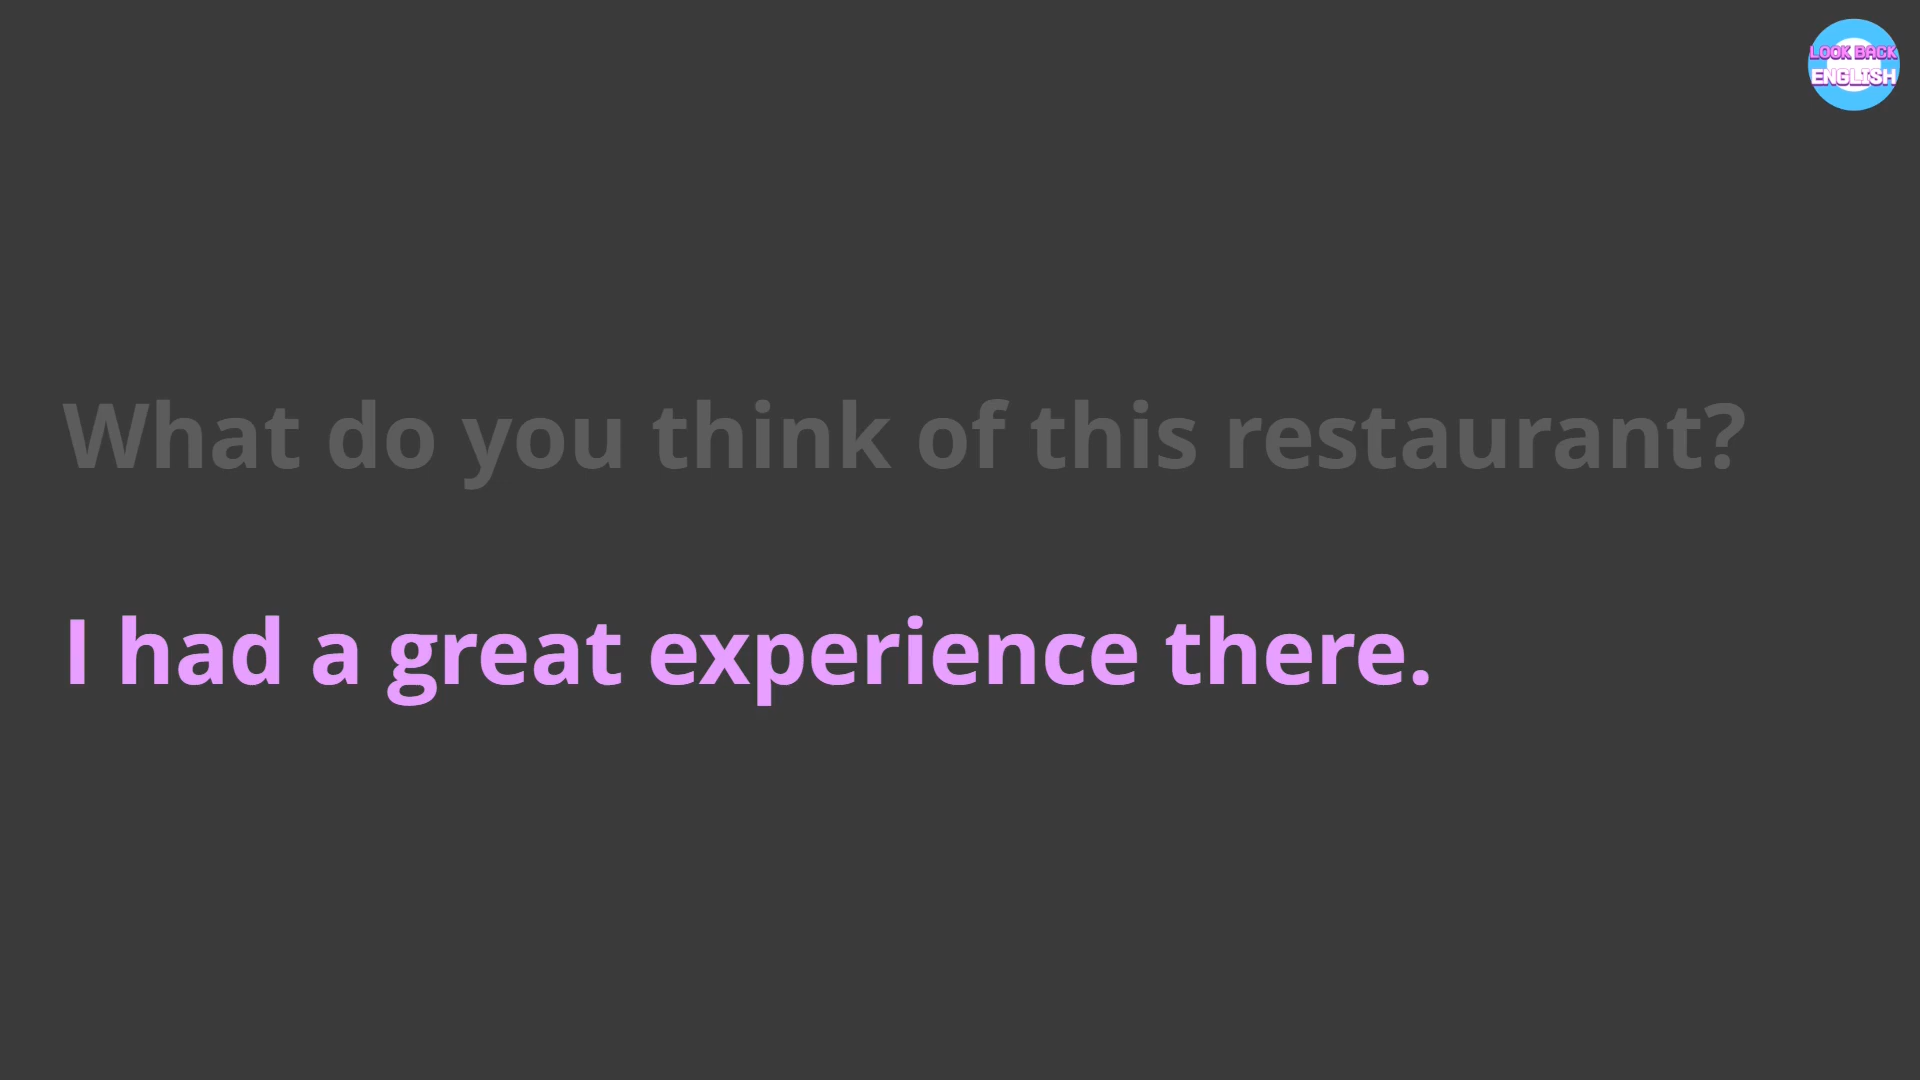 LOOK BACK
ENGLISH
What do you think of this restaurant?
I had a great experience there.